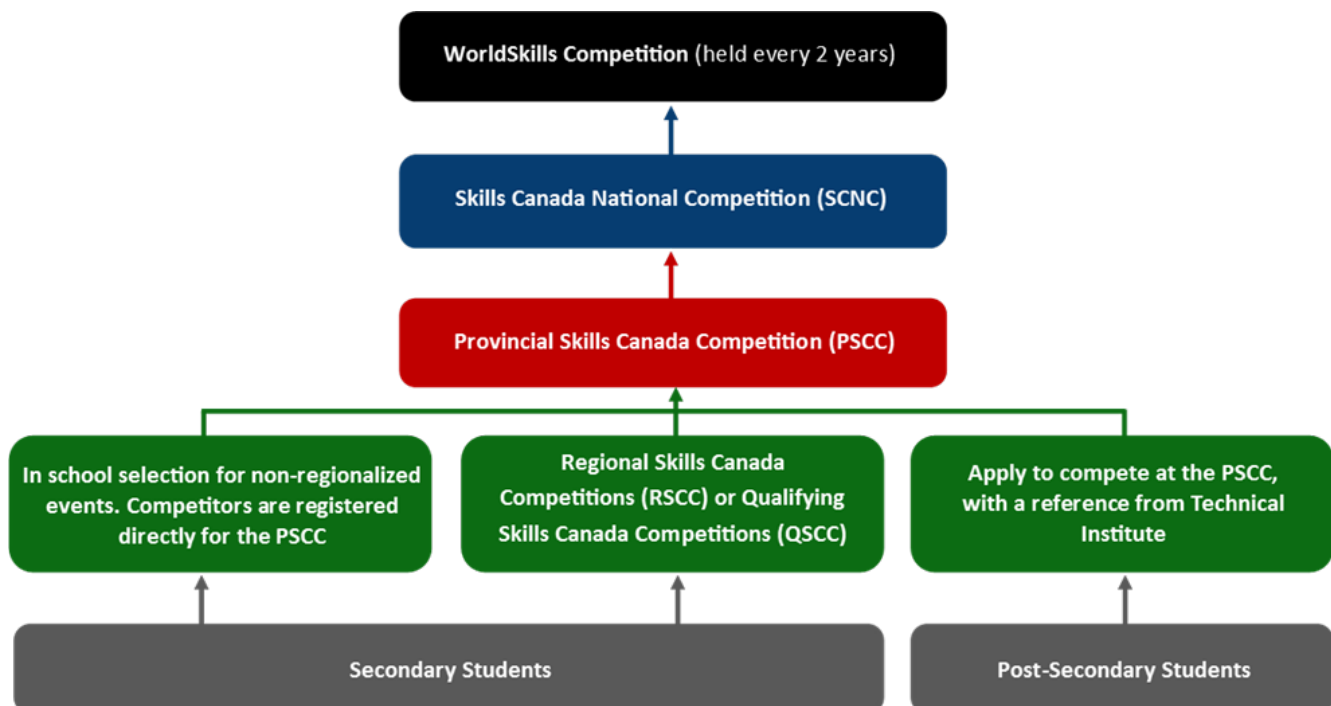 WorldSkills Competition (held every 2 years)
Skills Canada National Competition (SCNC)
Provincial Skills Canada Competition (PSCC)
In school selection for non-regionalized
events. Competitors are registered
directly for the PSCC
Regional Skills Canada
Competitions (RSCC) or Qualifying
Skills Canada Competitions (QSCC)
Apply to compete at the PSCC,
with a reference from Technical
Institute
Secondary Students
Post-Secondary Students